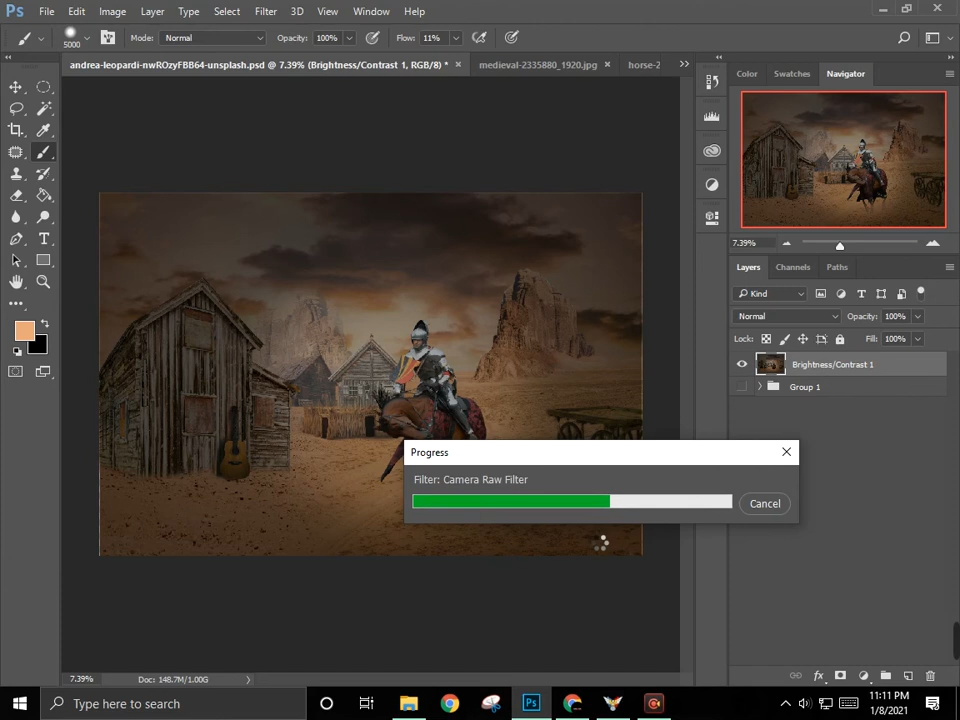 Ps File Edit Image Layer Type Select Filter 3D View Window Help
5000 Mode: Normal Opacity: 100% Flow: 11%
andrea-leopardi-nwROzyFBB64-unsplash.psd @ 7.39% (Brightness/Contrast 1, RGB/8) * × medieval-2335880_1920.jpg × horse-2
Color Swatches Navigator
7.39%
Layers Channels Paths
Kind
Normal Opacity: 100%
Lock: Fill: 100%
Brightness/Contrast 1
Group 1
Progress
Filter: Camera Raw Filter
Cancel
7.39% Doc: 148.7M/1.00G
Type here to search
Ps
11:11 PM
1/8/2021